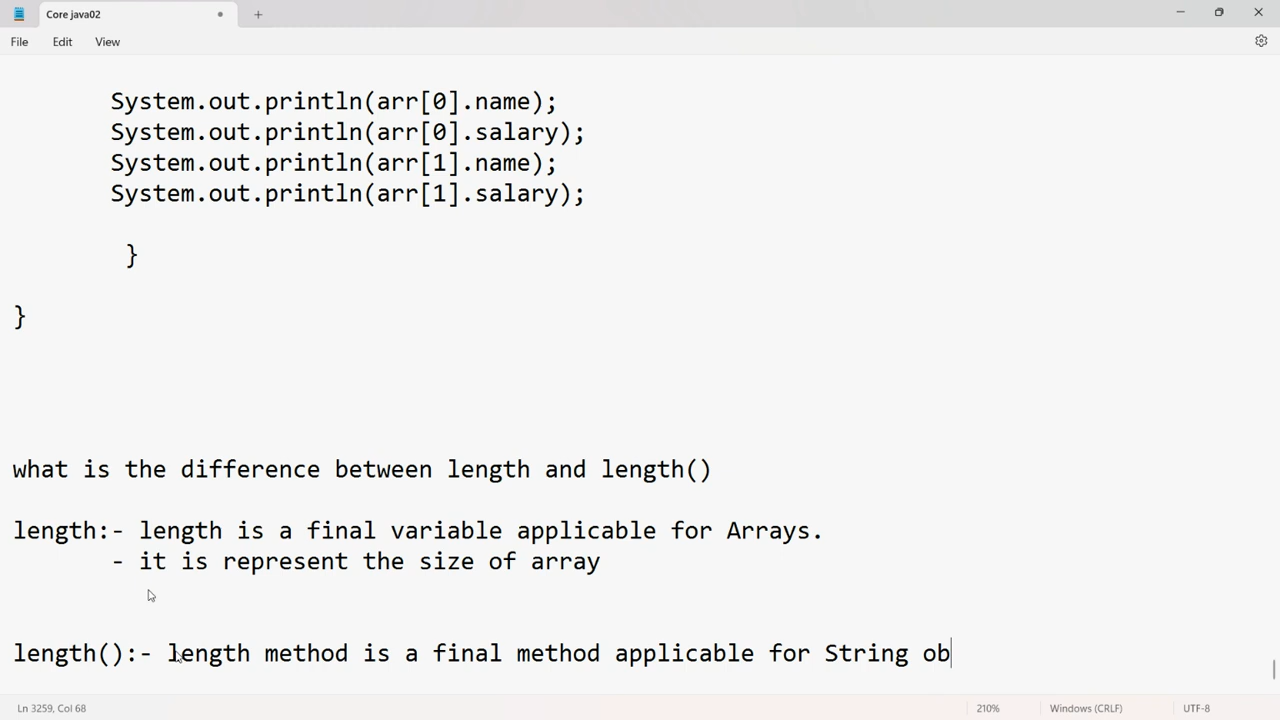 Core java02
File Edit View
System.out.println(arr[0].name);
System.out.println(arr[0].salary);
System.out.println(arr[1].name);
System.out.println(arr[1].salary);
}
}
what is the difference between length and length()
length:- length is a final variable applicable for Arrays.
- it is represent the size of array
length():- length method is a final method applicable for String ob
Ln 3259, Col 68 210% Windows (CRLF) UTF-8